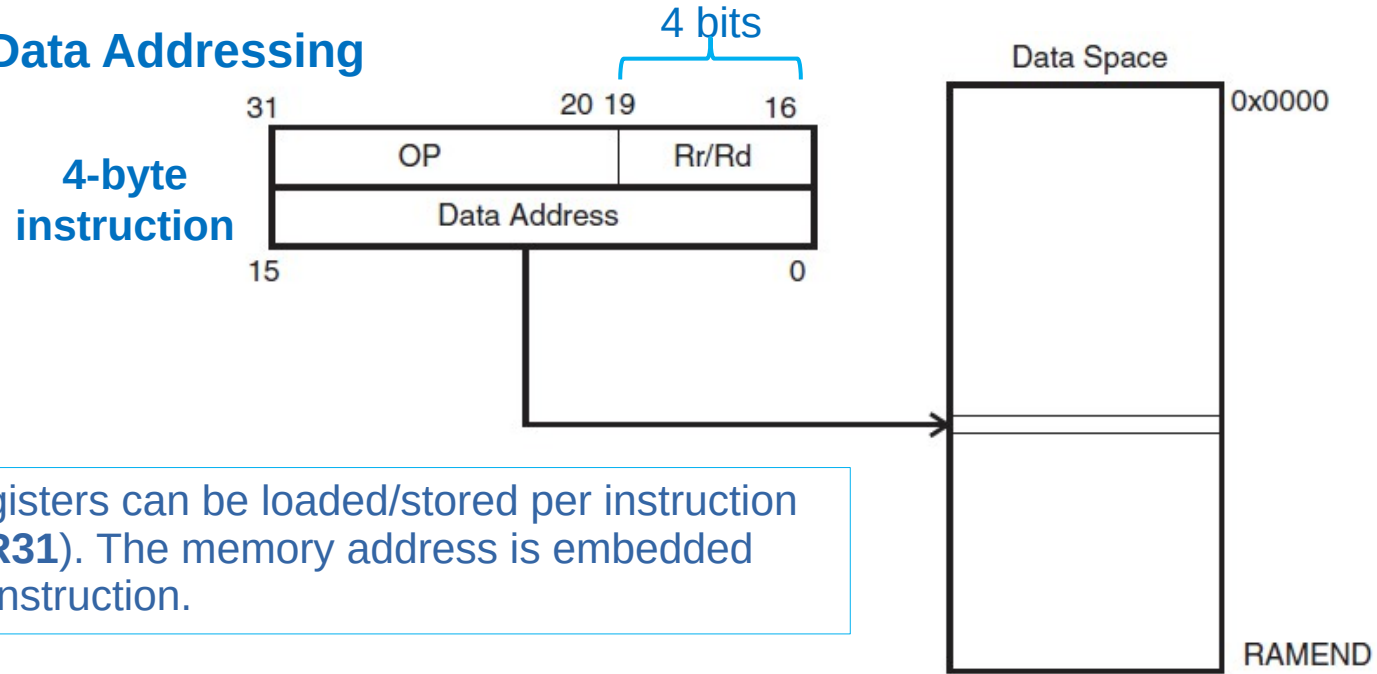 Data Addressing
4 bits
Data Space
31
20 19
16
0x0000
OP
Rr/Rd
4-byte
instruction
Data Address
15
0
gisters can be loaded/stored per instruction
R31). The memory address is embedded
nstruction.
RAMEND